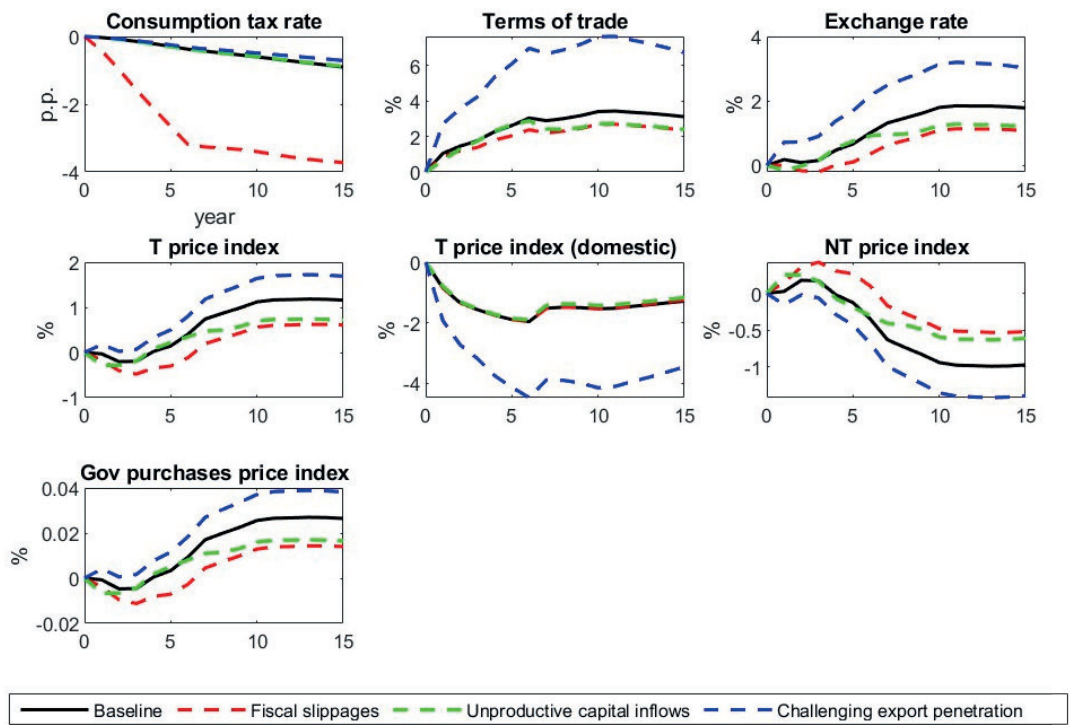 Consumption tax rate
0
-2
-4
p.p.
0 5 10 15
year
Terms of trade
6
4
2
0
%
0 5 10 15
Exchange rate
4
2
0
%
0 5 10 15
T price index
2
1
0
1
%
0 5 10 15
T price index (domestic)
0
-2
-4
%
0 5 10 15
NT price index
0
-0.5
-1
%
0 5 10 15
Gov purchases price index
0.04
0.02
0
-0.02
%
0 5 10 15
Baseline Fiscal slippages Unproductive capital inflows Challenging export penetration